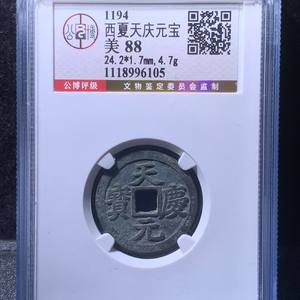 1194
西夏天庆元宝
美 88
24.2*1.7mm,4.7g
1118996105
公博评级
文物鉴定委员会监制
天
寶 慶
元